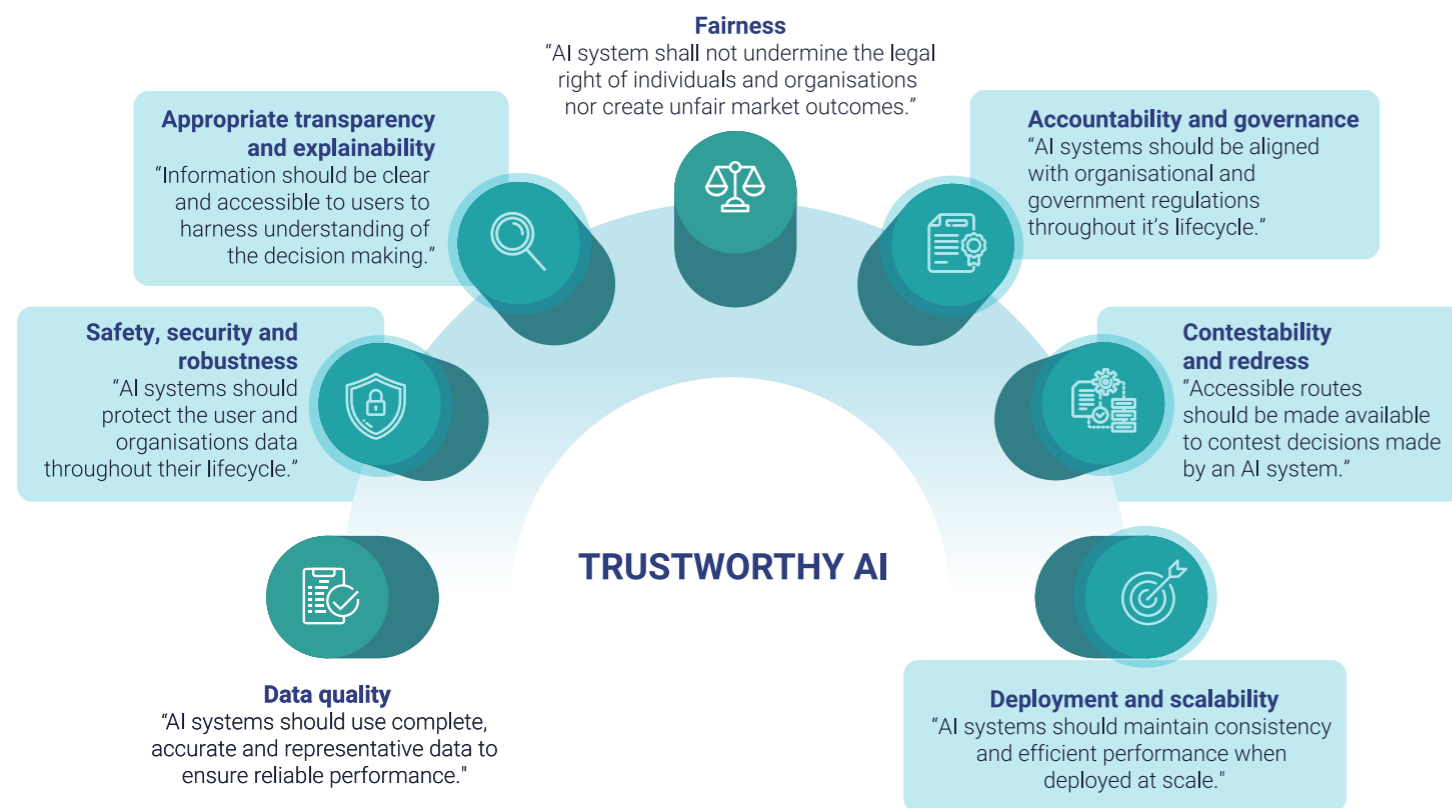 Fairness
“AI system shall not undermine the legal
right of individuals and organisations
nor create unfair market outcomes.”
Appropriate transparency
and explainability
“Information should be clear
and accessible to users to
harness understanding of
the decision making.”
Accountability and governance
“AI systems should be aligned
with organisational and
government regulations
throughout it’s lifecycle.”
Safety, security and
robustness
“AI systems should
protect the user and
organisations data
throughout their lifecycle.”
Contestability
and redress
“Accessible routes
should be made available
to contest decisions made
by an AI system.”
TRUSTWORTHY AI
Data quality
“AI systems should use complete,
accurate and representative data to
ensure reliable performance."
Deployment and scalability
“AI systems should maintain consistency
and efficient performance when
deployed at scale."